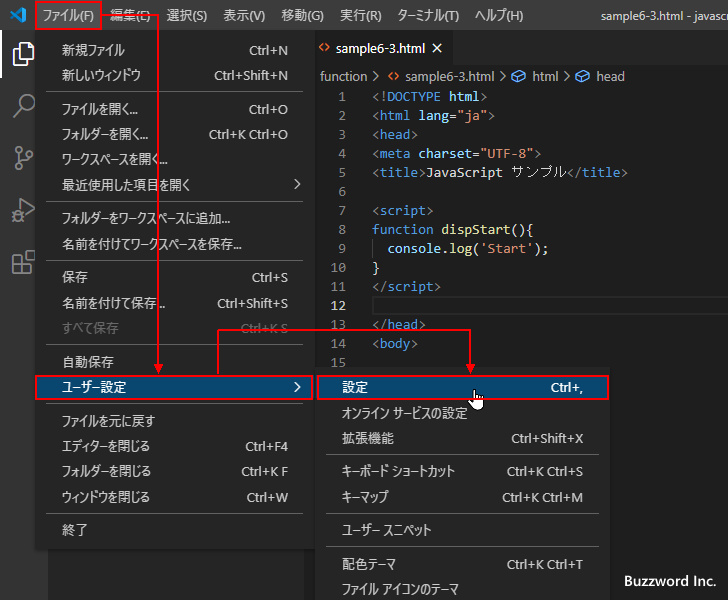 ファイル(F) 編集(E) 選択(S) 表示(V) 移動(G) 実行(R) ターミナル(T) ヘルプ(H) sample6-3.html - javasc
新規ファイル Ctrl+N
新しいウィンドウ Ctrl+Shift+N
ファイルを開く... Ctrl+O
フォルダーを開く... Ctrl+K Ctrl+O
ワークスペースを開く...
最近使用した項目を開く
フォルダーをワークスペースに追加...
名前を付けてワークスペースを保存...
保存 Ctrl+S
名前を付けて保存... Ctrl+Shift+S
すべて保存 Ctrl+K S
自動保存
ユーザー設定
ファイルを元に戻す
エディターを閉じる Ctrl+F4
フォルダーを閉じる Ctrl+K F
ウィンドウを閉じる Ctrl+W
終了
sample6-3.html
function > sample6-3.html > html > head
1 <!DOCTYPE html>
2 <html lang="ja">
3 <head>
4 <meta charset="UTF-8">
5 <title>JavaScript サンプル</title>
6
7 <script>
8 function dispStart(){
9 console.log('Start');
10 }
11 </script>
12
13 </head>
14 <body>
15
設定 Ctrl+,
オンライン サービスの設定
拡張機能 Ctrl+Shift+X
キーボード ショートカット Ctrl+K Ctrl+S
キーマップ Ctrl+K Ctrl+M
ユーザー スニペット
配色テーマ Ctrl+K Ctrl+T
ファイル アイコンのテーマ
Buzzword Inc.